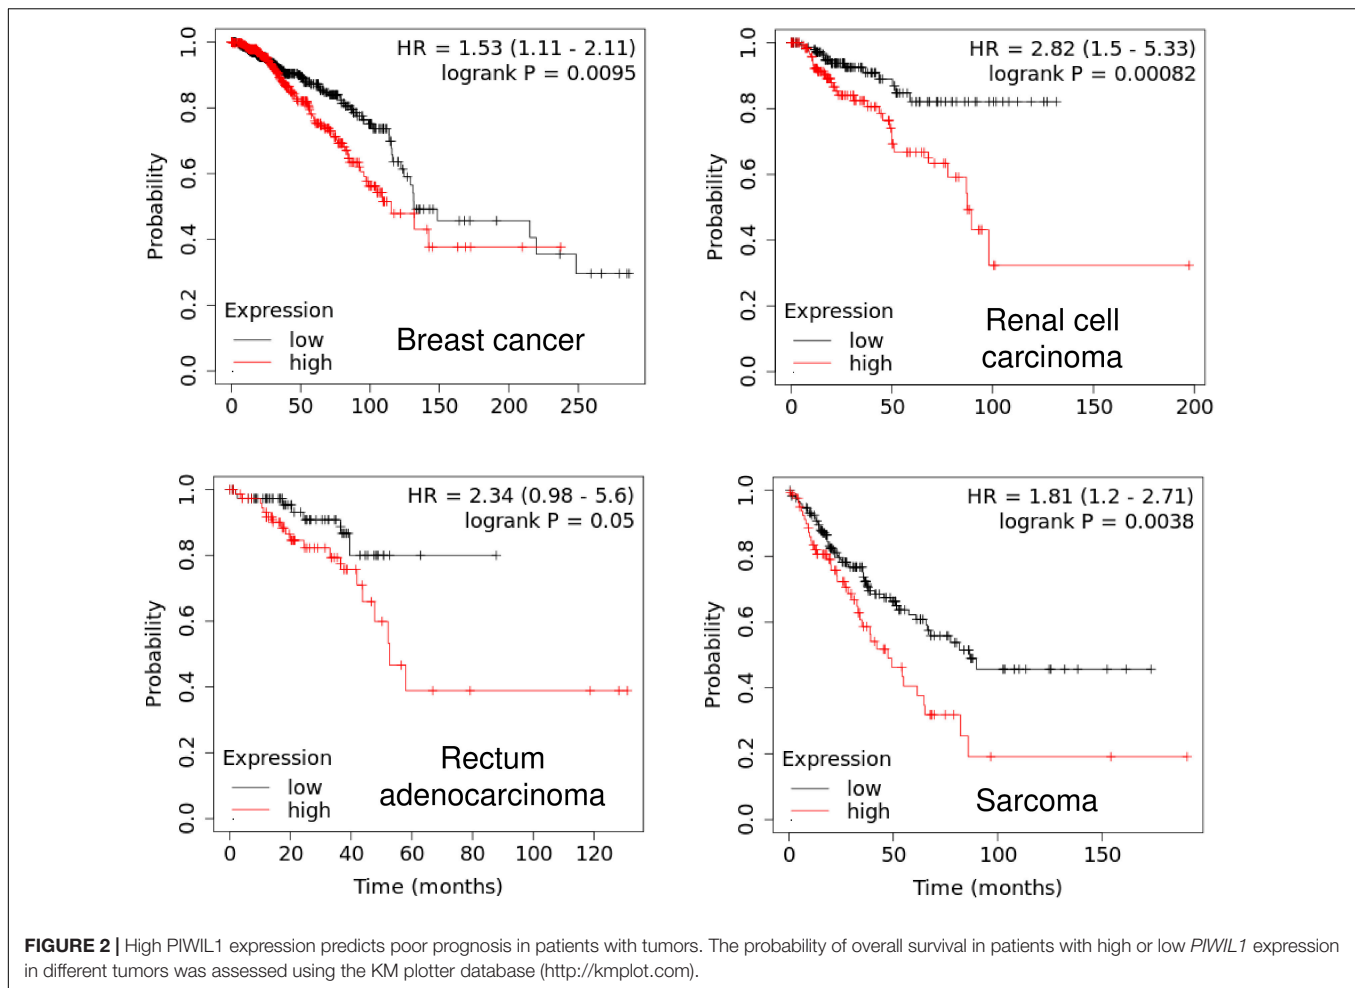 HR = 1.53 (1.11 - 2.11)
logrank P = 0.0095
Probability
1.0
0.8
0.6
0.4
0.2
0.0
Expression
low
high
Breast cancer
0 50 100 150 200 250
HR = 2.82 (1.5 - 5.33)
logrank P = 0.00082
Probability
1.0
0.8
0.6
0.4
0.2
0.0
Expression
low
high
Renal cell
carcinoma
0 50 100 150 200
HR = 2.34 (0.98 - 5.6)
logrank P = 0.05
Probability
1.0
0.8
0.6
0.4
0.2
0.0
Expression
low
high
Rectum
adenocarcinoma
0 20 40 60 80 100 120
Time (months)
HR = 1.81 (1.2 - 2.71)
logrank P = 0.0038
Probability
1.0
0.8
0.6
0.4
0.2
0.0
Expression
low
high
Sarcoma
0 50 100 150
Time (months)
FIGURE 2 | High PIWIL1 expression predicts poor prognosis in patients with tumors. The probability of overall survival in patients with high or low PIWIL1 expression
in different tumors was assessed using the KM plotter database (http://kmplot.com).